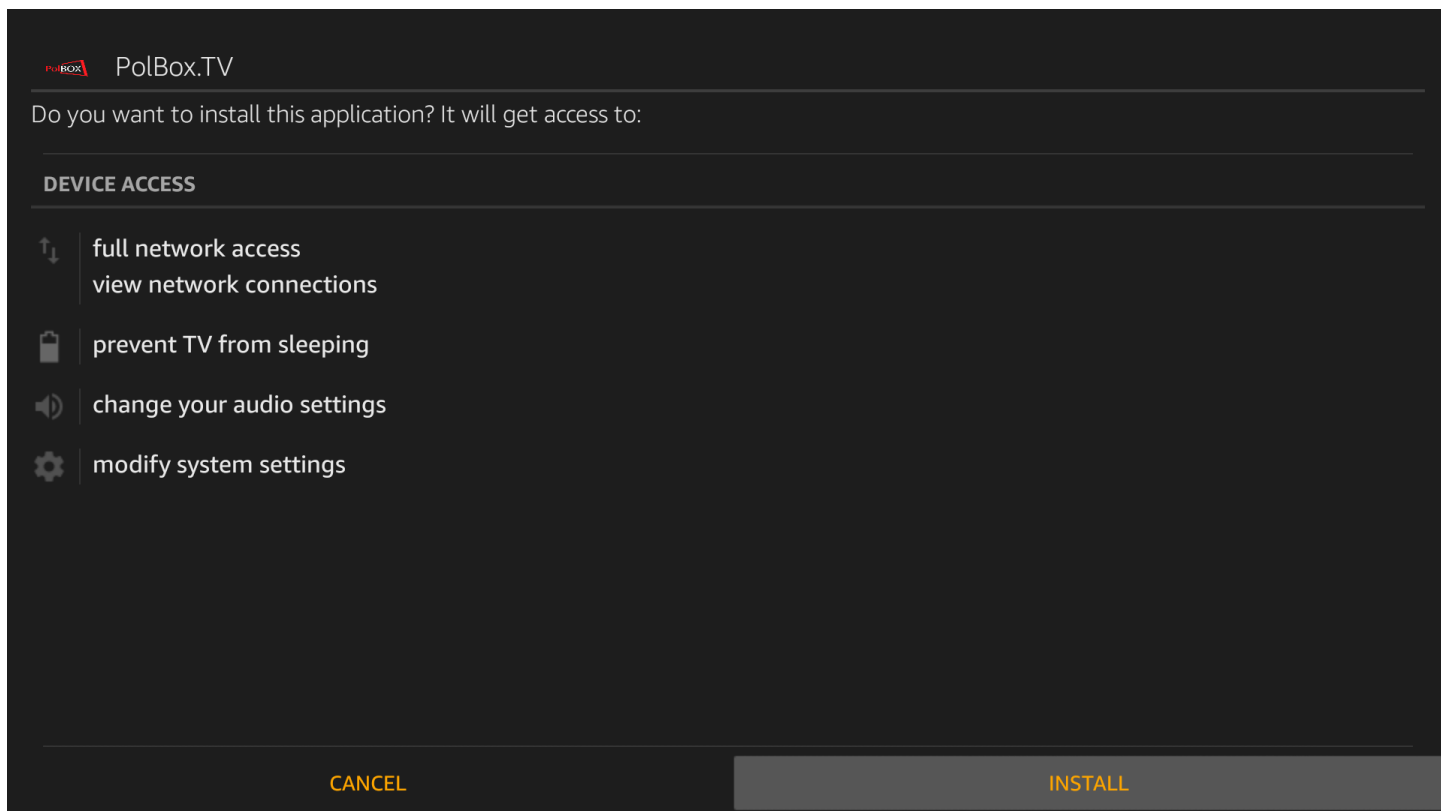 PolBOX
PolBox.TV
Do you want to install this application? It will get access to:
DEVICE ACCESS
full network access
view network connections
prevent TV from sleeping
change your audio settings
modify system settings
CANCEL
INSTALL